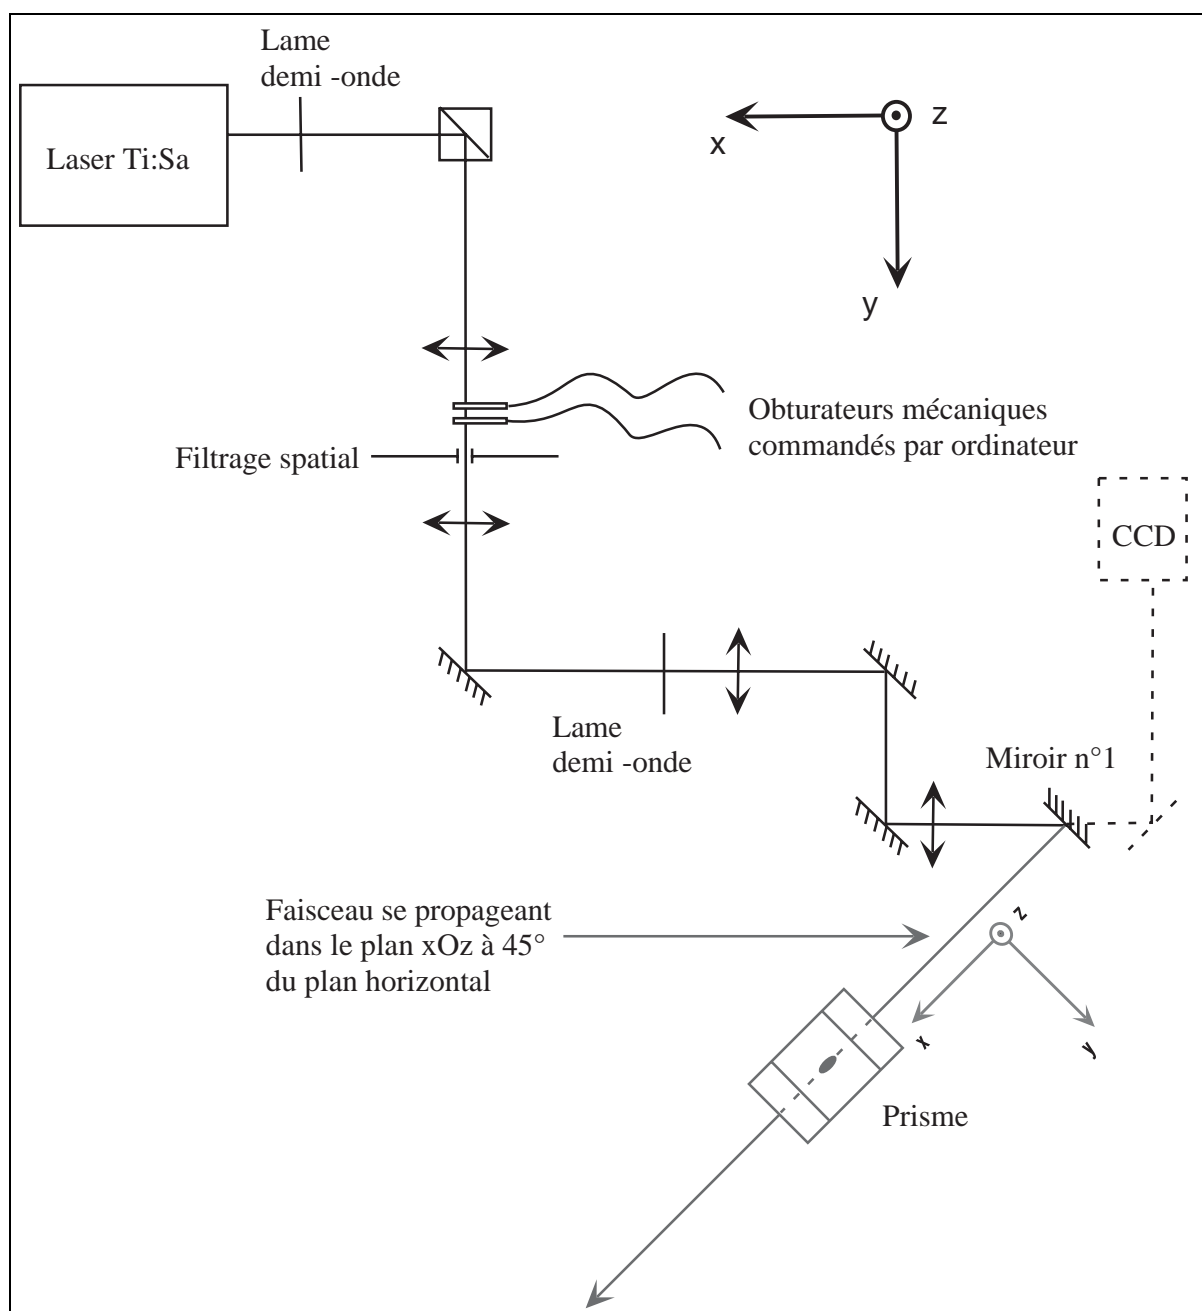 Lame
demi -onde
Laser Ti:Sa
z
x
y
Obturateurs mécaniques
commandés par ordinateur
Filtrage spatial
CCD
Lame
demi -onde
Miroir n°1
Faisceau se propageant
dans le plan xOz à 45°
du plan horizontal
z
x
y
Prisme